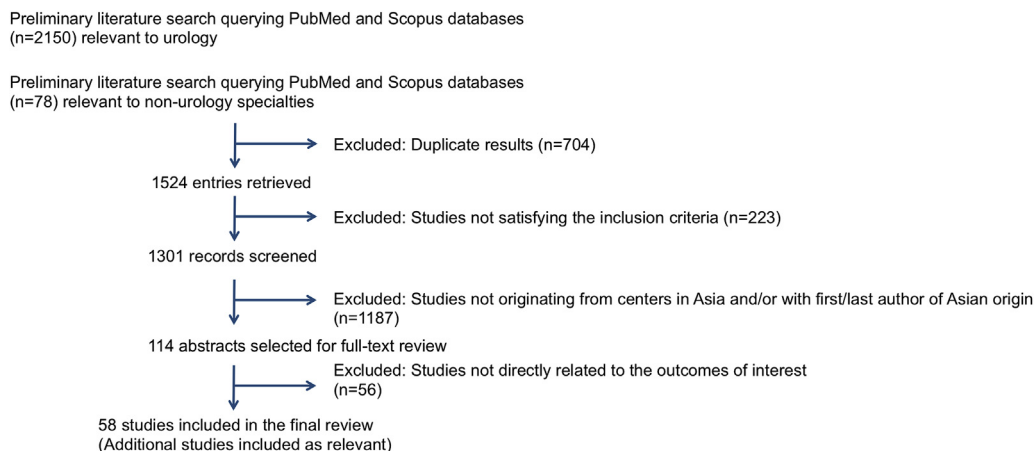 Preliminary literature search querying PubMed and Scopus databases
(n=2150) relevant to urology
Preliminary literature search querying PubMed and Scopus databases
(n=78) relevant to non-urology specialties
Excluded: Duplicate results (n=704)
1524 entries retrieved
Excluded: Studies not satisfying the inclusion criteria (n=223)
1301 records screened
Excluded: Studies not originating from centers in Asia and/or with first/last author of Asian origin
(n=1187)
114 abstracts selected for full-text review
Excluded: Studies not directly related to the outcomes of interest
(n=56)
58 studies included in the final review
(Additional studies included as relevant)